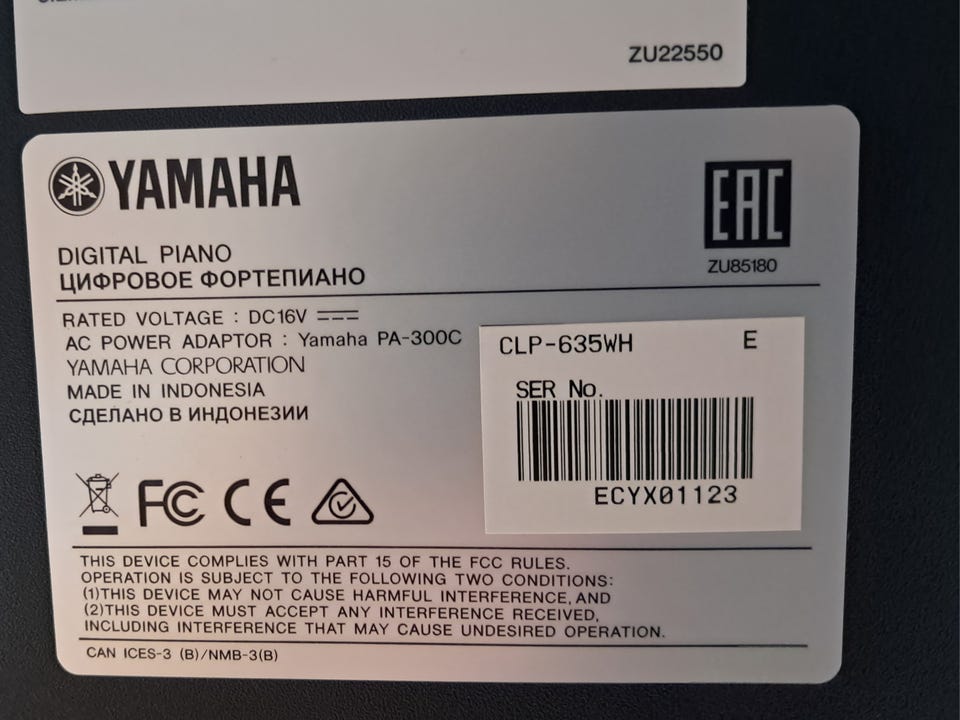 ZU22550
YAMAHA
EAC
ZU85180
DIGITAL PIANO
ЦИФРОВОЕ ФОРТЕПИАНО
RATED VOLTAGE : DC16V
AC POWER ADAPTOR : Yamaha PA-300C
YAMAHA CORPORATION
MADE IN INDONESIA
СДЕЛАНО В ИНДОНЕЗИИ
CLP-635WH E
SER No.
ECYX01123
FC CE
THIS DEVICE COMPLIES WITH PART 15 OF THE FCC RULES.
OPERATION IS SUBJECT TO THE FOLLOWING TWO CONDITIONS:
(1)THIS DEVICE MAY NOT CAUSE HARMFUL INTERFERENCE, AND
(2)THIS DEVICE MUST ACCEPT ANY INTERFERENCE RECEIVED,
INCLUDING INTERFERENCE THAT MAY CAUSE UNDESIRED OPERATION.
CAN ICES-3 (B)/NMB-3(B)